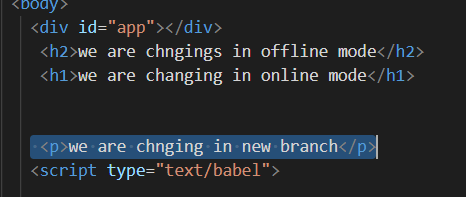 <body>
<div id="app"></div>
<h2>we are chngings in offline mode</h2>
<h1>we are changing in online mode</h1>
<p>we are chnging in new branch</p>
<script type="text/babel">